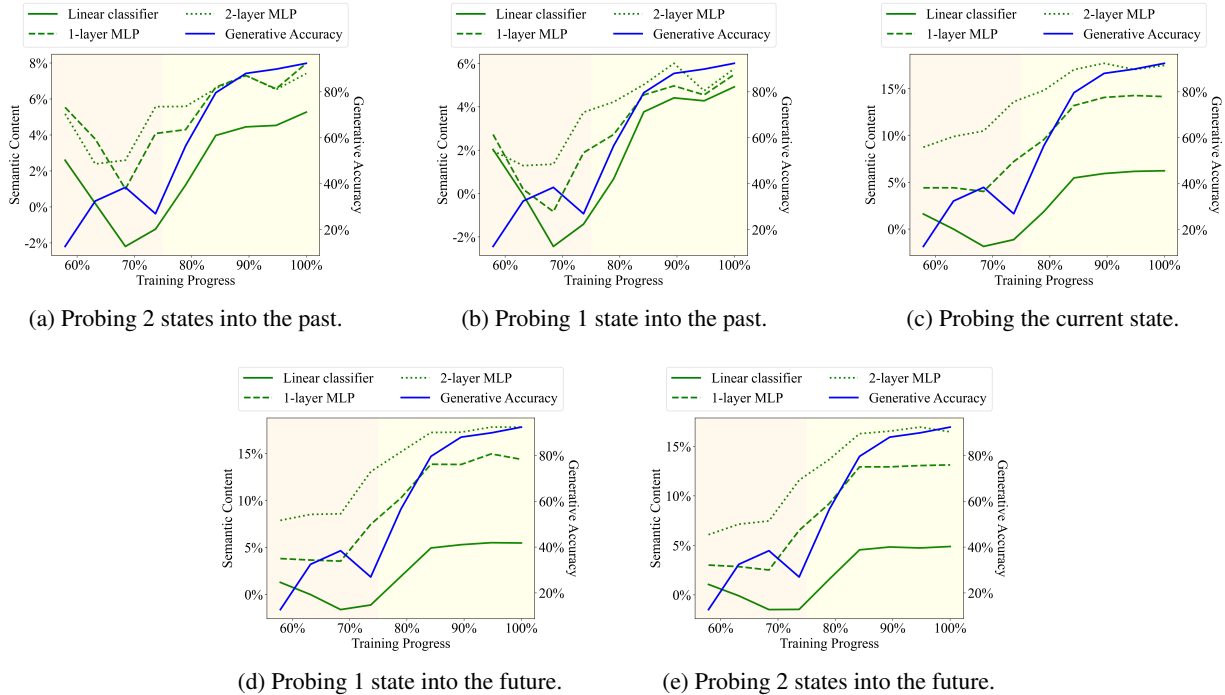 Linear classifier 2-layer MLP
1-layer MLP Generative Accuracy
8%
6%
4%
2%
0%
-2%
Semantic Content
80%
60%
40%
20%
Generative Accuracy
60% 70% 80% 90% 100%
Training Progress
(a) Probing 2 states into the past.
Linear classifier 2-layer MLP
1-layer MLP Generative Accuracy
6%
4%
2%
0%
-2%
Semantic Content
80%
60%
40%
20%
Generative Accuracy
60% 70% 80% 90% 100%
Training Progress
(b) Probing 1 state into the past.
Linear classifier 2-layer MLP
1-layer MLP Generative Accuracy
15%
10%
5%
0%
Semantic Content
80%
60%
40%
20%
Generative Accuracy
60% 70% 80% 90% 100%
Training Progress
(c) Probing the current state.
Linear classifier 2-layer MLP
1-layer MLP Generative Accuracy
15%
10%
5%
0%
Semantic Content
80%
60%
40%
20%
Generative Accuracy
60% 70% 80% 90% 100%
Training Progress
(d) Probing 1 state into the future.
Linear classifier 2-layer MLP
1-layer MLP Generative Accuracy
15%
10%
5%
0%
Semantic Content
80%
60%
40%
20%
Generative Accuracy
60% 70% 80% 90% 100%
Training Progress
(e) Probing 2 states into the future.